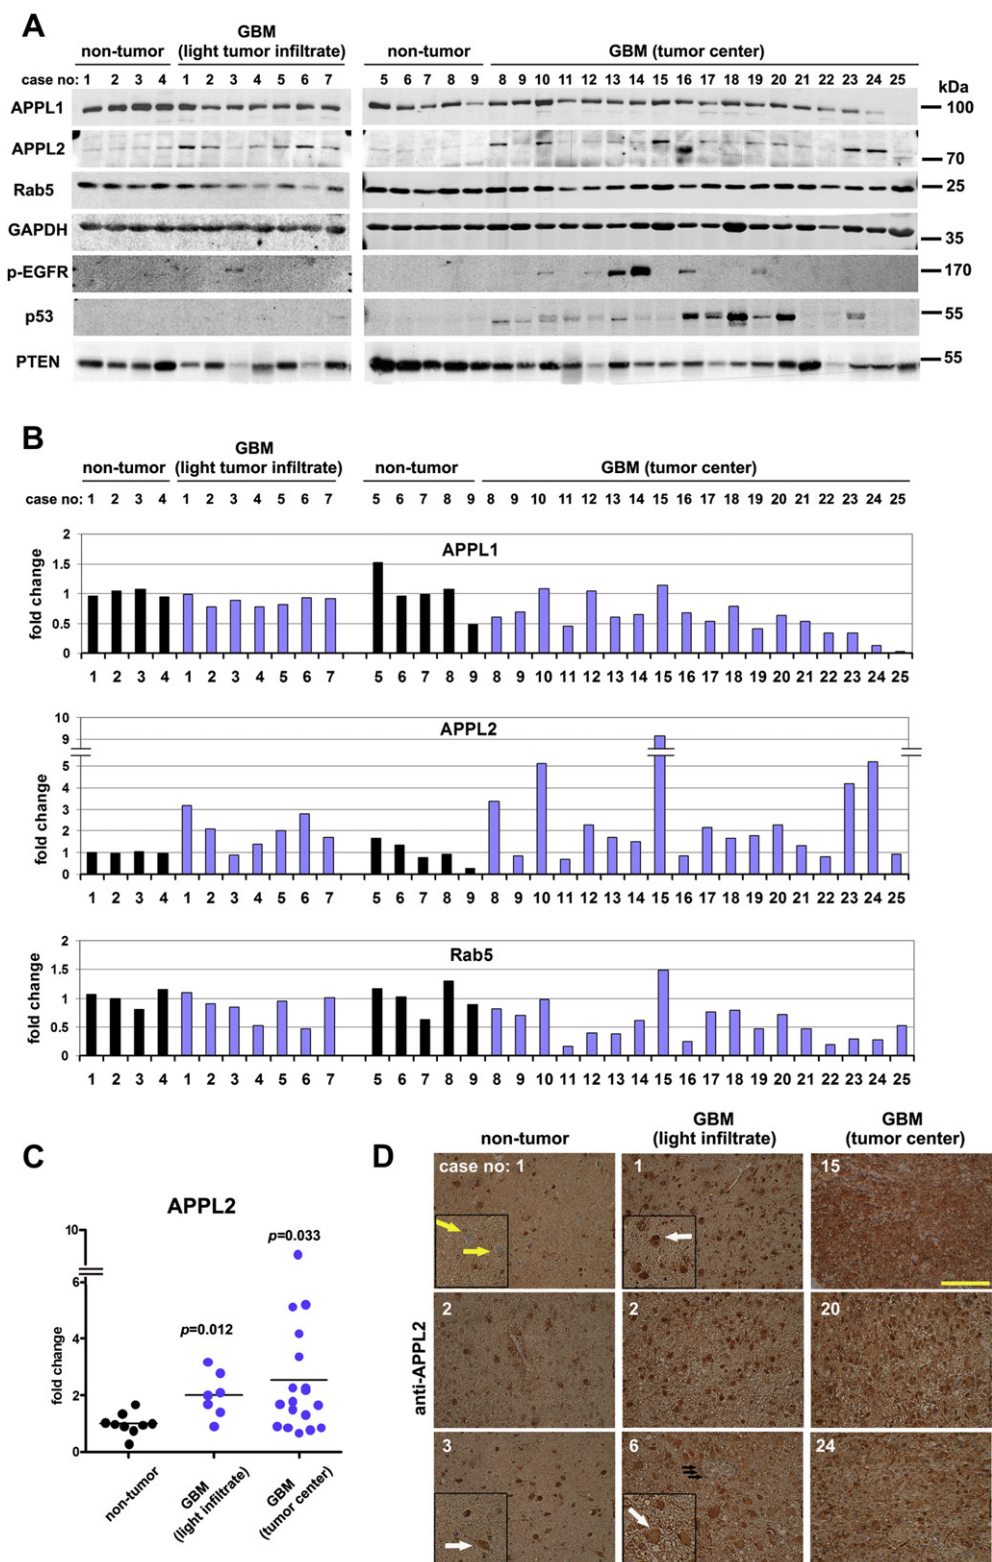 A
GBM
non-tumor (light tumor infiltrate) non-tumor GBM (tumor center)
case no: 1 2 3 4 1 2 3 4 5 6 7 5 6 7 8 9 8 9 10 11 12 13 14 15 16 17 18 19 20 21 22 23 24 25 kDa
APPL1 100
APPL2 70
Rab5 25
GAPDH 35
p-EGFR 170
p53 55
PTEN 55
B
GBM
non-tumor (light tumor infiltrate) non-tumor GBM (tumor center)
case no: 1 2 3 4 1 2 3 4 5 6 7 5 6 7 8 9 8 9 10 11 12 13 14 15 16 17 18 19 20 21 22 23 24 25
APPL1
fold change
2
1.5
1
0.5
0
1 2 3 4 1 2 3 4 5 6 7 5 6 7 8 9 8 9 10 11 12 13 14 15 16 17 18 19 20 21 22 23 24 25
APPL2
fold change
10
9
5
3
2
1
0
1 2 3 4 1 2 3 4 5 6 7 5 6 7 8 9 8 9 10 11 12 13 14 15 16 17 18 19 20 21 22 23 24 25
Rab5
fold change
2
1.5
1
0.5
0
1 2 3 4 1 2 3 4 5 6 7 5 6 7 8 9 8 9 10 11 12 13 14 15 16 17 18 19 20 21 22 23 24 25
C
APPL2
fold change
10
6
4
2
0
p=0.012
p=0.033
non-tumor
GBM
(light infiltrate)
GBM
(tumor center)
D
non-tumor
GBM
(light infiltrate)
GBM
(tumor center)
anti-APPL2
case no: 1 1 15
2 2 20
3 6 24